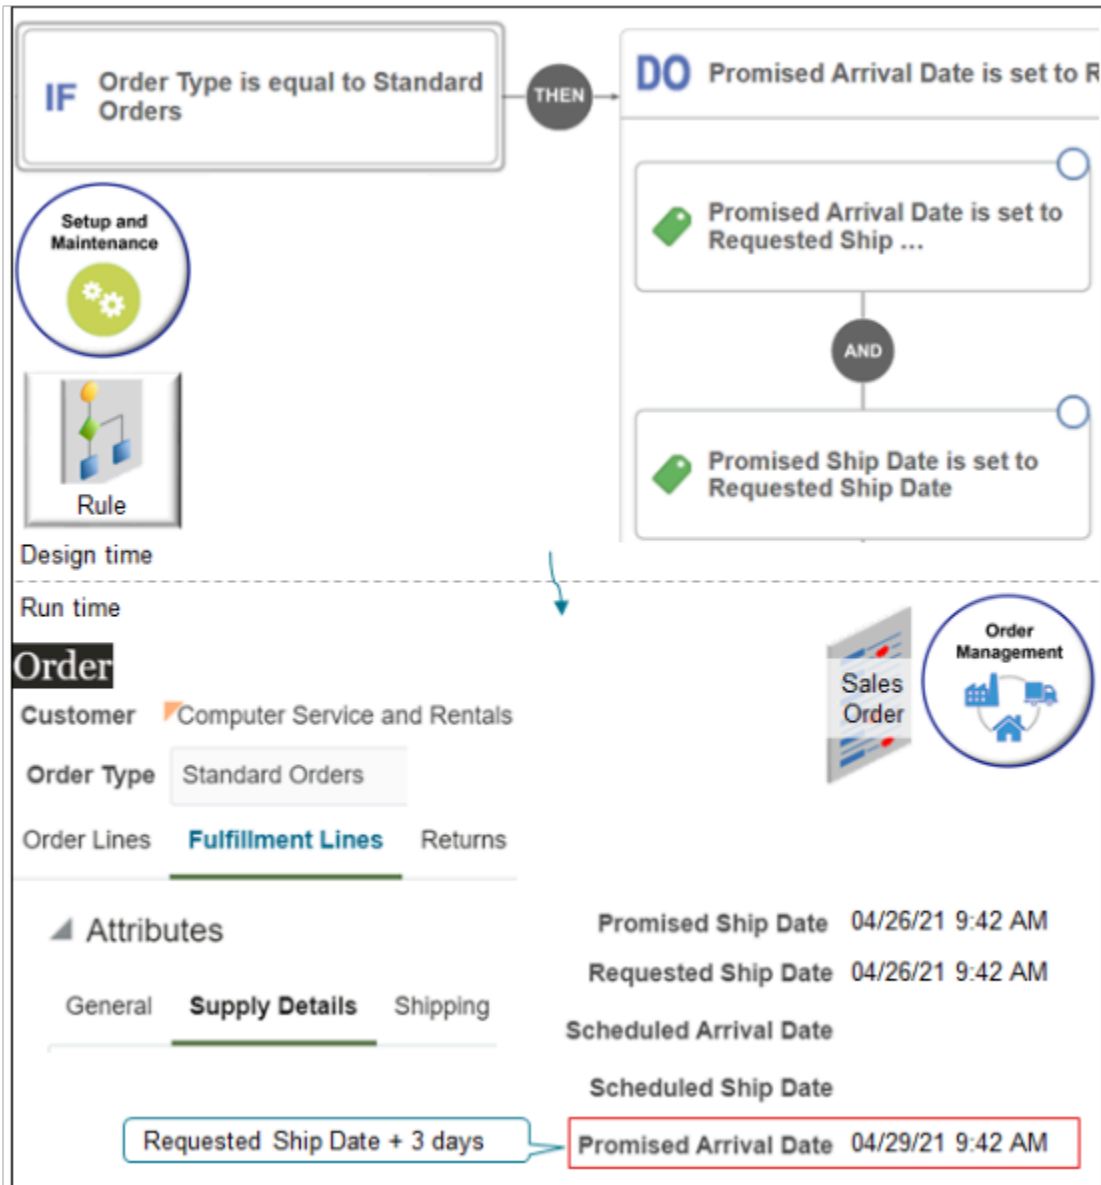 IF
Order Type is equal to Standard
Orders
THEN
DO
Promised Arrival Date is set to R
Setup and
Maintenance
Promised Arrival Date is set to
Requested Ship ...
AND
Rule
Promised Ship Date is set to
Requested Ship Date
Design time
Run time
Order
Management
Sales
Order
Order
Customer Computer Service and Rentals
Order Type Standard Orders
Order Lines Fulfillment Lines Returns
Attributes
General Supply Details Shipping
Promised Ship Date 04/26/21 9:42 AM
Requested Ship Date 04/26/21 9:42 AM
Scheduled Arrival Date
Scheduled Ship Date
Requested Ship Date + 3 days
Promised Arrival Date 04/29/21 9:42 AM